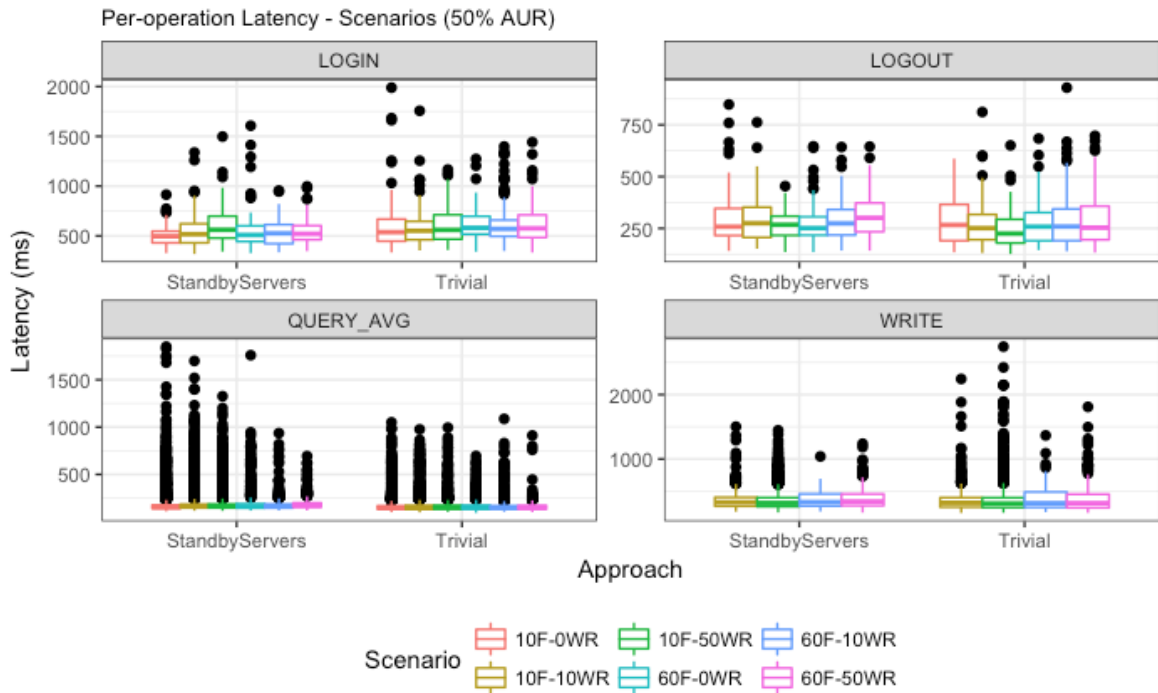 Per-operation Latency - Scenarios (50% AUR)
LOGIN
LOGOUT
2000
1500
1000
500
750
500
250
StandbyServers
Trivial
StandbyServers
Trivial
Latency (ms)
QUERY_AVG
WRITE
1500
1000
500
2000
1000
StandbyServers
Trivial
StandbyServers
Trivial
Approach
Scenario
10F-0WR
10F-50WR
60F-10WR
10F-10WR
60F-0WR
60F-50WR